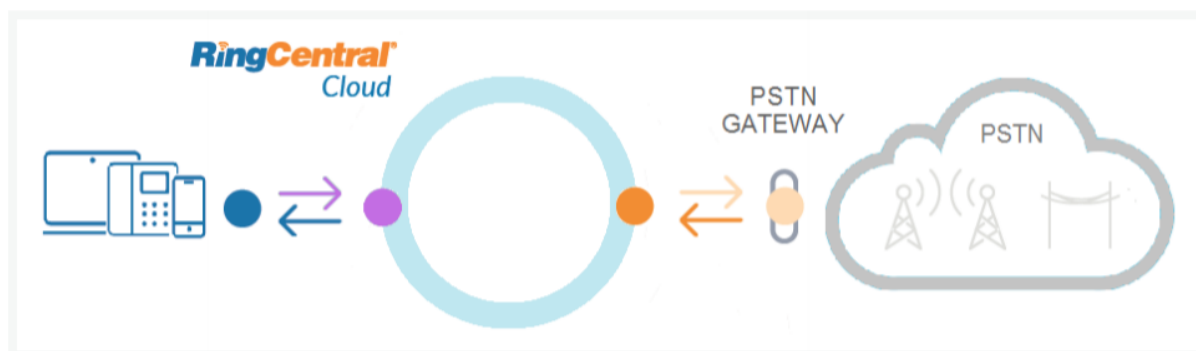 RingCentral®
Cloud
PSTN
GATEWAY
PSTN